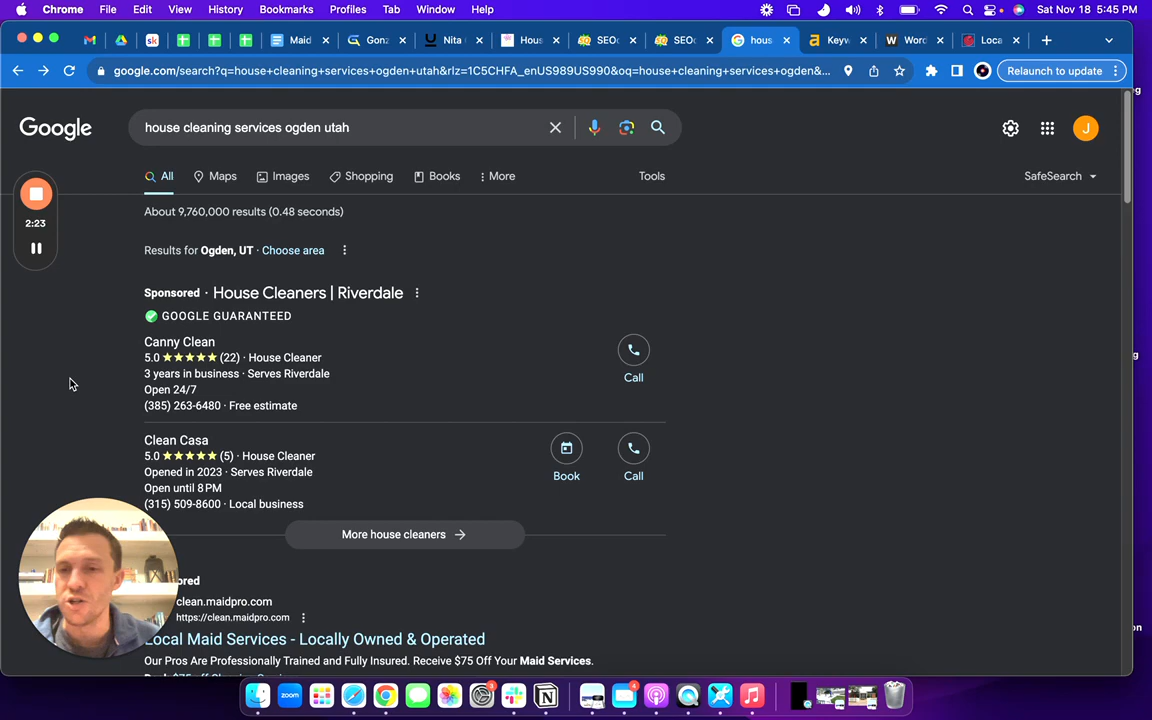 Chrome File Edit View History Bookmarks Profiles Tab Window Help Sat Nov 18 5:45 PM
sk Maid Gonz Nita House SEOc SEOc hous Keyw Word Loca
google.com/search?q=house+cleaning+services+ogden+utah&rlz=1C5CHFA_enUS989US990&oq=house+cleaning+services+ogden&... Relaunch to update
Google house cleaning services ogden utah J
All Maps Images Shopping Books More Tools SafeSearch
About 9,760,000 results (0.48 seconds)
2:23
Results for Ogden, UT · Choose area
Sponsored · House Cleaners | Riverdale
GOOGLE GUARANTEED
Canny Clean
5.0 ★★★★★ (22) · House Cleaner
3 years in business · Serves Riverdale
Call
Open 24/7
(385) 263-6480 · Free estimate
Clean Casa
5.0 ★★★★★ (5) · House Cleaner
Opened in 2023 · Serves Riverdale
Book Call
Open until 8 PM
(315) 509-8600 · Local business
More house cleaners →
ored
clean.maidpro.com
https://clean.maidpro.com
Local Maid Services - Locally Owned & Operated
Our Pros Are Professionally Trained and Fully Insured. Receive $75 Off Your Maid Services.
zoom 3 4